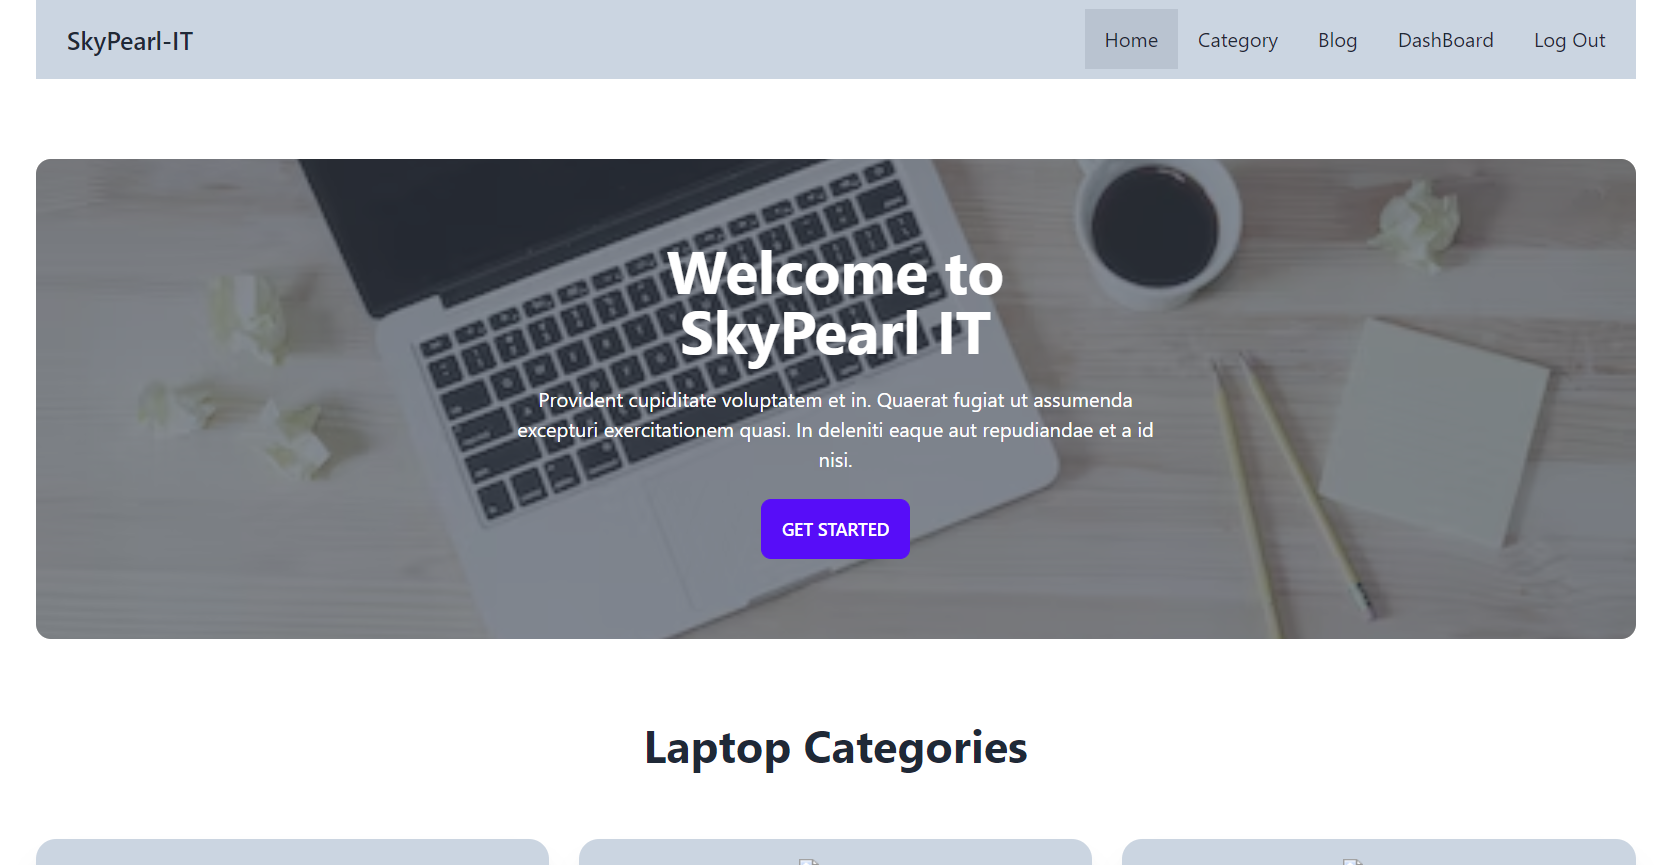 SkyPearl-IT
Home
Category
Blog
DashBoard
Log Out
Welcome to
SkyPearl IT
Provident cupiditate voluptatem et in. Quaerat fugiat ut assumenda
excepturi exercitationem quasi. In deleniti eaque aut repudiandae et a id
nisi.
GET STARTED
Laptop Categories